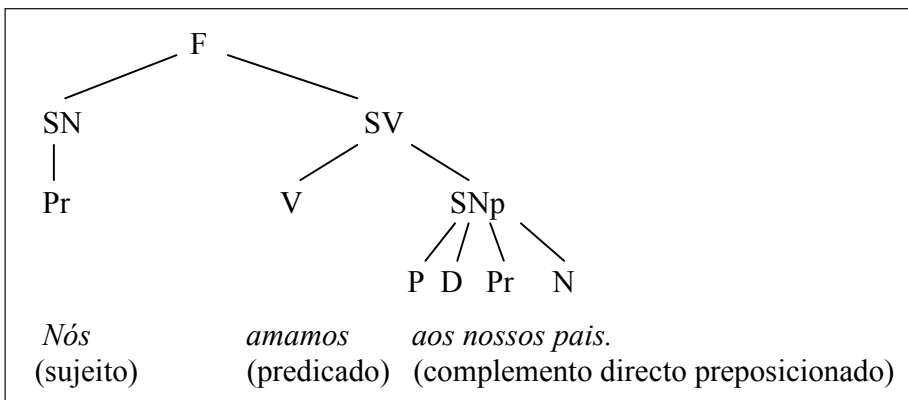 F
SN SV
Pr V SNp
P D Pr N
Nós amamos aos nossos pais.
(sujeito) (predicado) (complemento directo preposicionado)